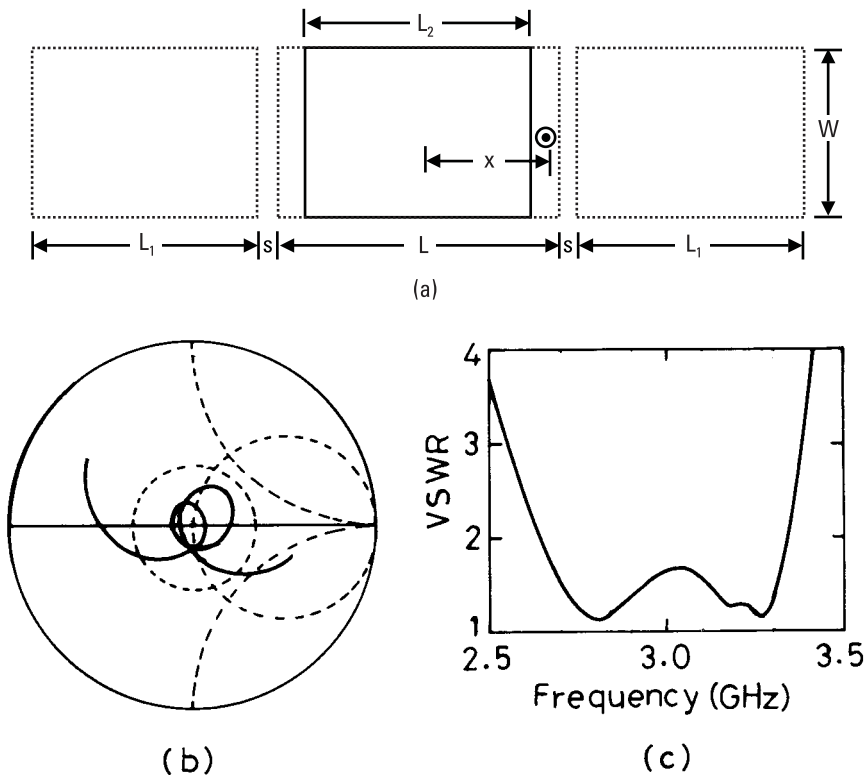 L₂
W
x
L₁ s L s L₁
(a)
4
3
2
1
VSWR
2.5 3.0 3.5
Frequency (GHz)
(b) (c)